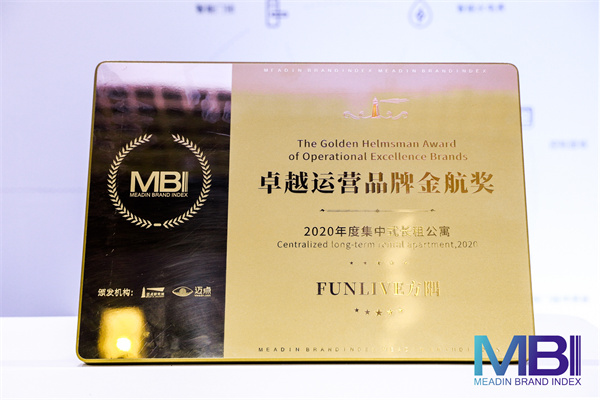 MEADIN BRANDINDEX MEADIN BRANDINDEX
The Golden Helmsman Award
of Operational Excellence Brands
卓越运营品牌金航奖
2020年度集中式长租公寓
Centralized long-term rental apartment,2020
FUNLIVE方隅
MBI
MEADIN BRAND INDEX
颁发机构：
迈点
MEADIN BRANDINDEX
MBI
MEADIN BRAND INDEX